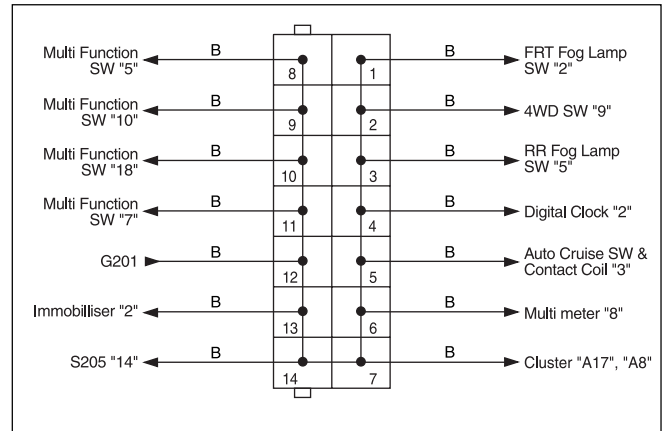 Multi Function
SW "5"
B
8
1
B
FRT Fog Lamp
SW "2"
Multi Function
SW "10"
B
9
2
B
4WD SW "9"
Multi Function
SW "18"
B
10
3
B
RR Fog Lamp
SW "5"
Multi Function
SW "7"
B
11
4
B
Digital Clock "2"
G201
B
12
5
B
Auto Cruise SW &
Contact Coil "3"
Immobilliser "2"
B
13
6
B
Multi meter "8"
S205 "14"
B
14
7
B
Cluster "A17", "A8"